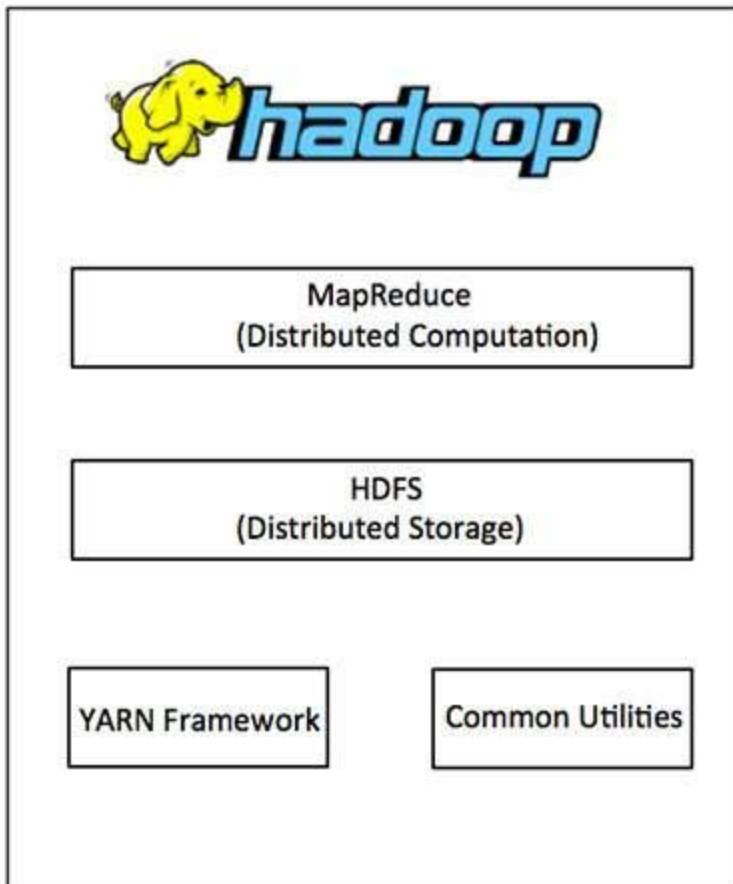 hadoop
MapReduce
(Distributed Computation)
HDFS
(Distributed Storage)
YARN Framework
Common Utilities